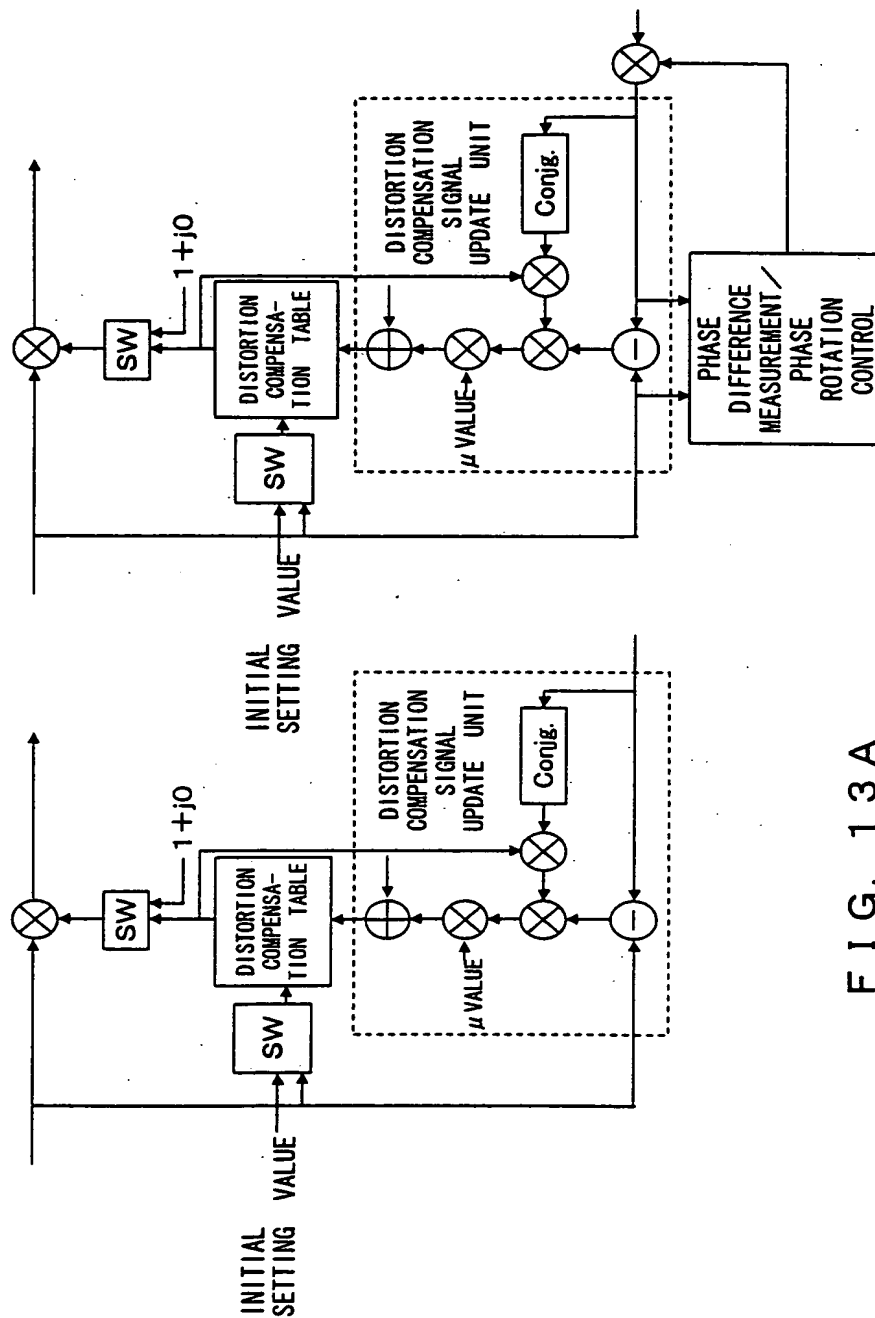 SW
1+j0
DISTORTION
COMPENSA-
TION TABLE
SW
INITIAL
SETTING VALUE
DISTORTION
COMPENSATION
SIGNAL
UPDATE UNIT
μ VALUE
Conjg.
SW
1+j0
DISTORTION
COMPENSA-
TION TABLE
SW
INITIAL
SETTING VALUE
DISTORTION
COMPENSATION
SIGNAL
UPDATE UNIT
μ VALUE
Conjg.
PHASE
DIFFERENCE
MEASUREMENT/
PHASE
ROTATION
CONTROL
FIG. 13A